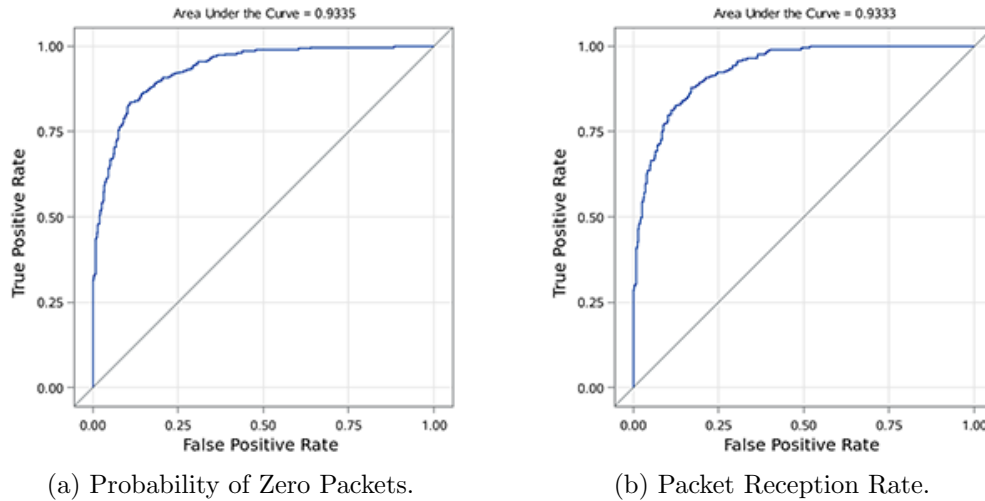 Area Under the Curve = 0.9335
1.00
0.75
0.50
0.25
0.00
True Positive Rate
0.00 0.25 0.50 0.75 1.00
False Positive Rate
(a) Probability of Zero Packets.
Area Under the Curve = 0.9333
1.00
0.75
0.50
0.25
0.00
True Positive Rate
0.00 0.25 0.50 0.75 1.00
False Positive Rate
(b) Packet Reception Rate.